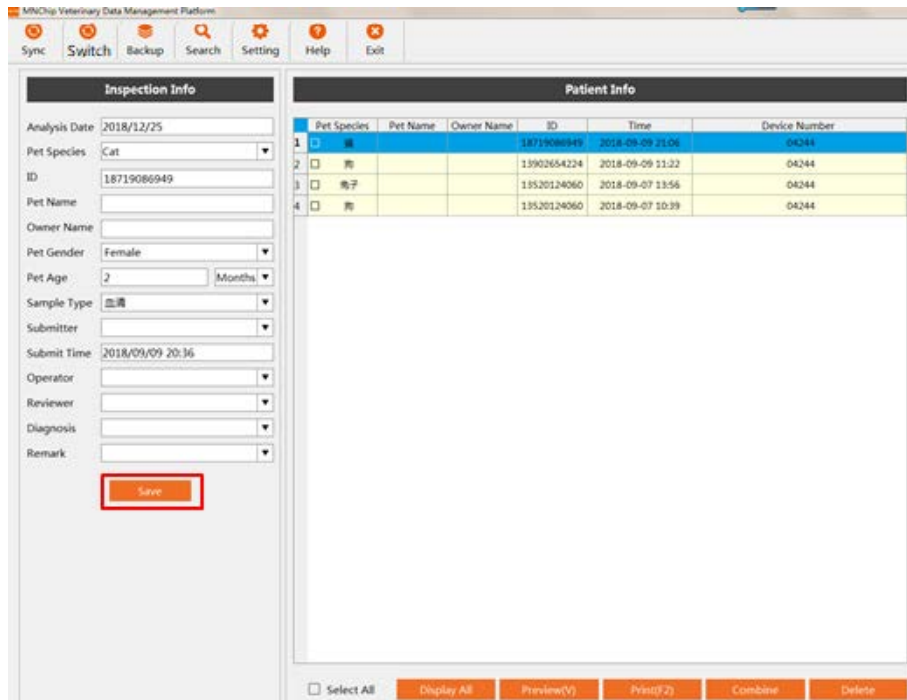 MNChip Veterinary Data Management Platform
Sync Switch Backup Search Setting Help Exit
Inspection Info
Analysis Date 2018/12/25
Pet Species Cat
ID 18719086949
Pet Name
Owner Name
Pet Gender Female
Pet Age 2 Months
Sample Type 血清
Submitter
Submit Time 2018/09/09 20:36
Operator
Reviewer
Diagnosis
Remark
Save
Patient Info
Pet Species Pet Name Owner Name ID Time Device Number
1 猫 18719086949 2018-09-09 21:06 04244
2 狗 13902654224 2018-09-09 11:22 04244
3 兔子 13520124060 2018-09-07 13:56 04244
4 狗 13520124060 2018-09-07 10:39 04244
Select All Display All Preview(V) Print(F2) Combine Delete